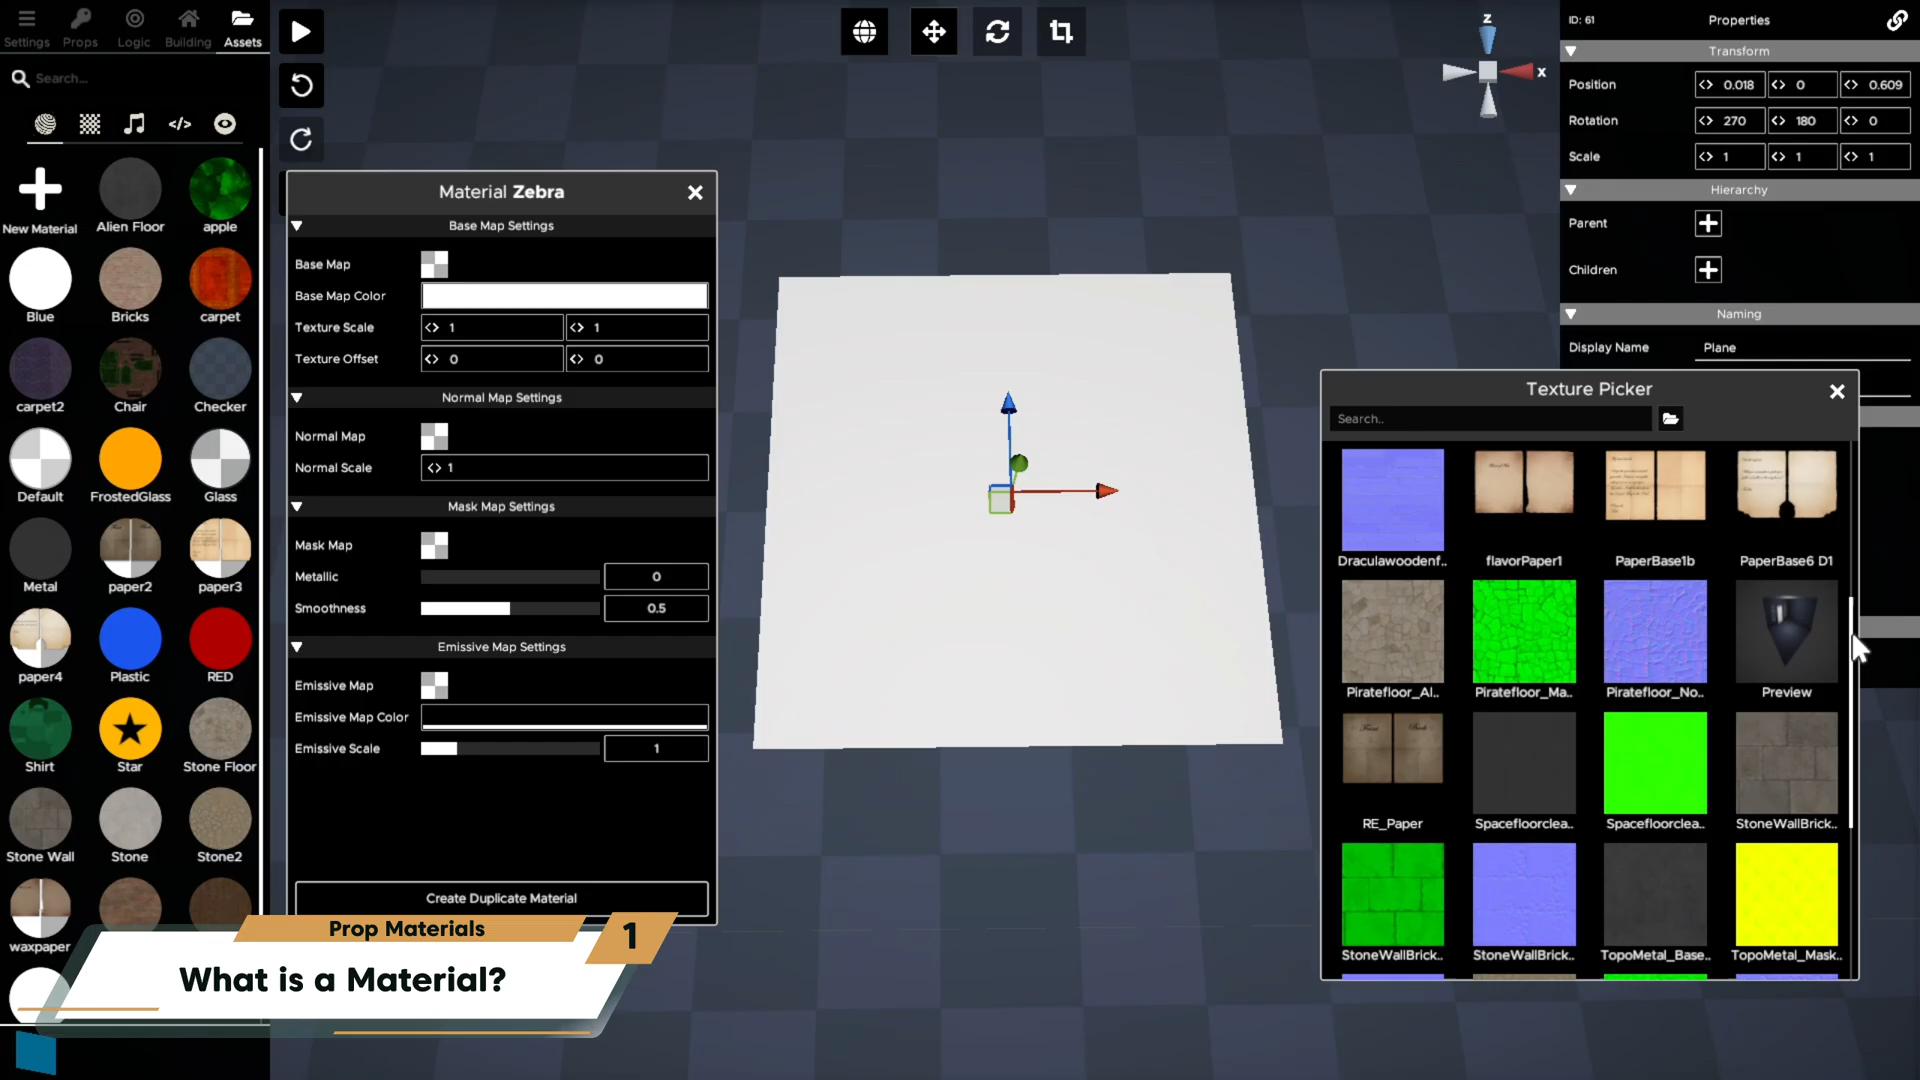 Settings
Props
Logic
Building
Assets
Search...
New Material
Alien Floor
apple
Blue
Bricks
carpet
carpet2
Chair
Checker
Default
FrostedGlass
Glass
Metal
paper2
paper3
paper4
Plastic
RED
Shirt
Star
Stone Floor
Stone Wall
Stone
Stone2
waxpaper
Material Zebra
Base Map Settings
Base Map
Base Map Color
Texture Scale <> 1 <> 1
Texture Offset <> 0 <> 0
Normal Map Settings
Normal Map
Normal Scale <> 1
Mask Map Settings
Mask Map
Metallic 0
Smoothness 0.5
Emissive Map Settings
Emissive Map
Emissive Map Color
Emissive Scale 1
Create Duplicate Material
Prop Materials
1
What is a Material?
z
x
ID: 61
Properties
Transform
Position <> 0.018 <> 0 <> 0.609
Rotation <> 270 <> 180 <> 0
Scale <> 1 <> 1 <> 1
Hierarchy
Parent
Children
Naming
Display Name Plane
Texture Picker
Search..
Draculawoodenf..
flavorPaper1
PaperBase1b
PaperBase6 D1
Piratefloor_Al..
Piratefloor_Ma..
Piratefloor_No..
Preview
RE_Paper
Spacefloorclea..
Spacefloorclea..
StoneWallBrick..
StoneWallBrick..
StoneWallBrick..
TopoMetal_Base..
TopoMetal_Mask..